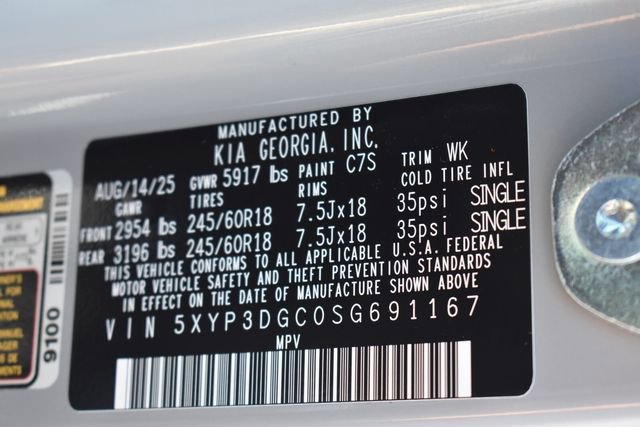 MANUFACTURED BY
KIA GEORGIA, INC.
AUG/14/25 GVWR 5917 lbs PAINT C7S TRIM WK
GAWR TIRES RIMS COLD TIRE INFL
FRONT 2954 lbs 245/60R18 7.5Jx18 35psi SINGLE
REAR 3196 lbs 245/60R18 7.5Jx18 35psi SINGLE
THIS VEHICLE CONFORMS TO ALL APPLICABLE U.S.A. FEDERAL
MOTOR VEHICLE SAFETY AND THEFT PREVENTION STANDARDS
IN EFFECT ON THE DATE OF MANUFACTURE SHOWN ABOVE
VIN 5XYP3DGC0SG691167
MPV
9100